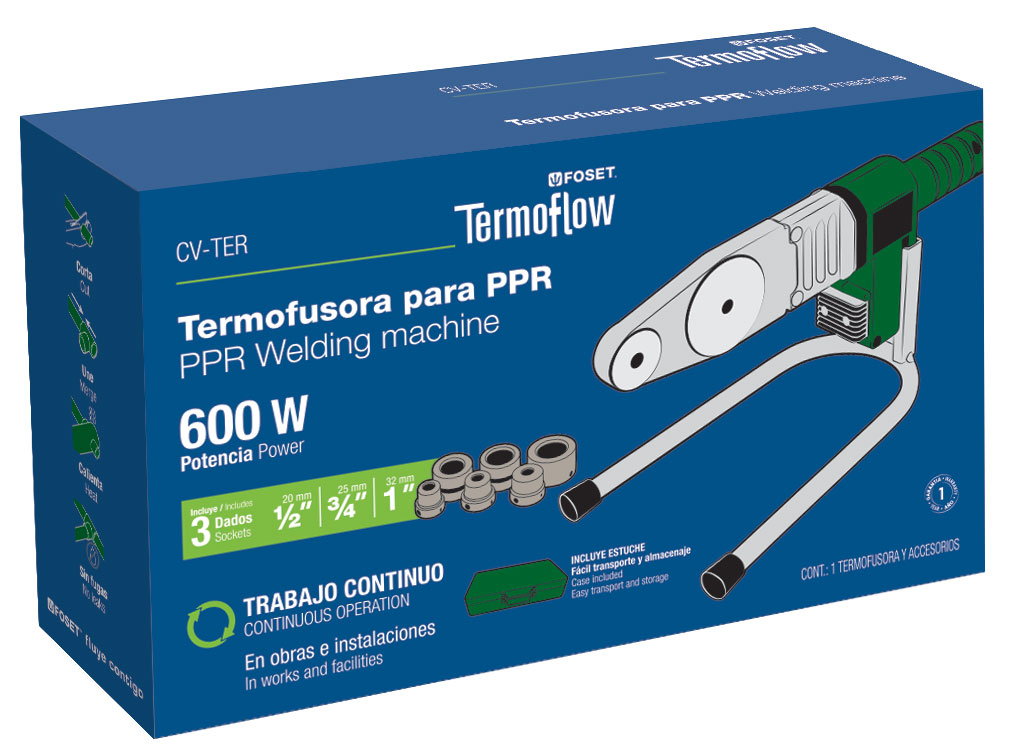 FOSET
Termoflow
CV-TER
Termofusora para PPR Welding machine
FOSET
Termoflow
CV-TER
Termofusora para PPR
PPR Welding machine
600 W
Potencia Power
Incluye / Includes
3 Dados
Sockets
20 mm
1/2"
25 mm
3/4"
32 mm
1"
TRABAJO CONTINUO
CONTINUOUS OPERATION
En obras e instalaciones
In works and facilities
INCLUYE ESTUCHE
Fácil transporte y almacenaje
Case included
Easy transport and storage
GARANTÍA
1
AÑO
CONT.: 1 TERMOFUSORA Y ACCESORIOS
Corta
Cut
Une
Merge
Calienta
Heat
Sin fugas
No leaks
FOSET fluye contigo